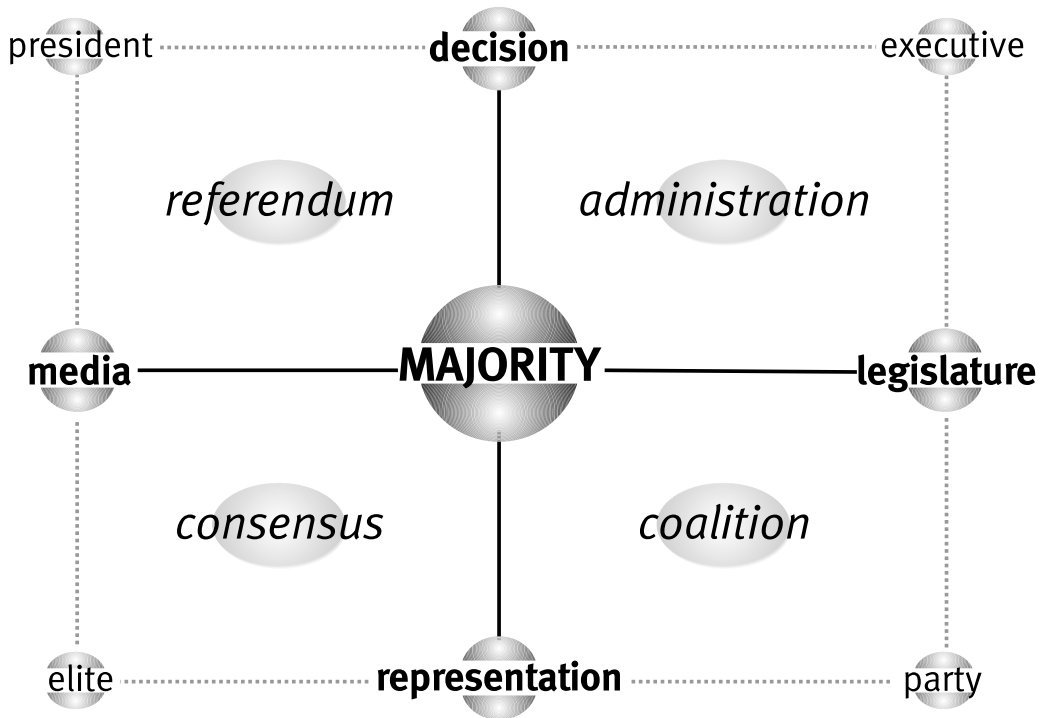 president
decision
executive
referendum
administration
media
MAJORITY
legislature
consensus
coalition
elite
representation
party